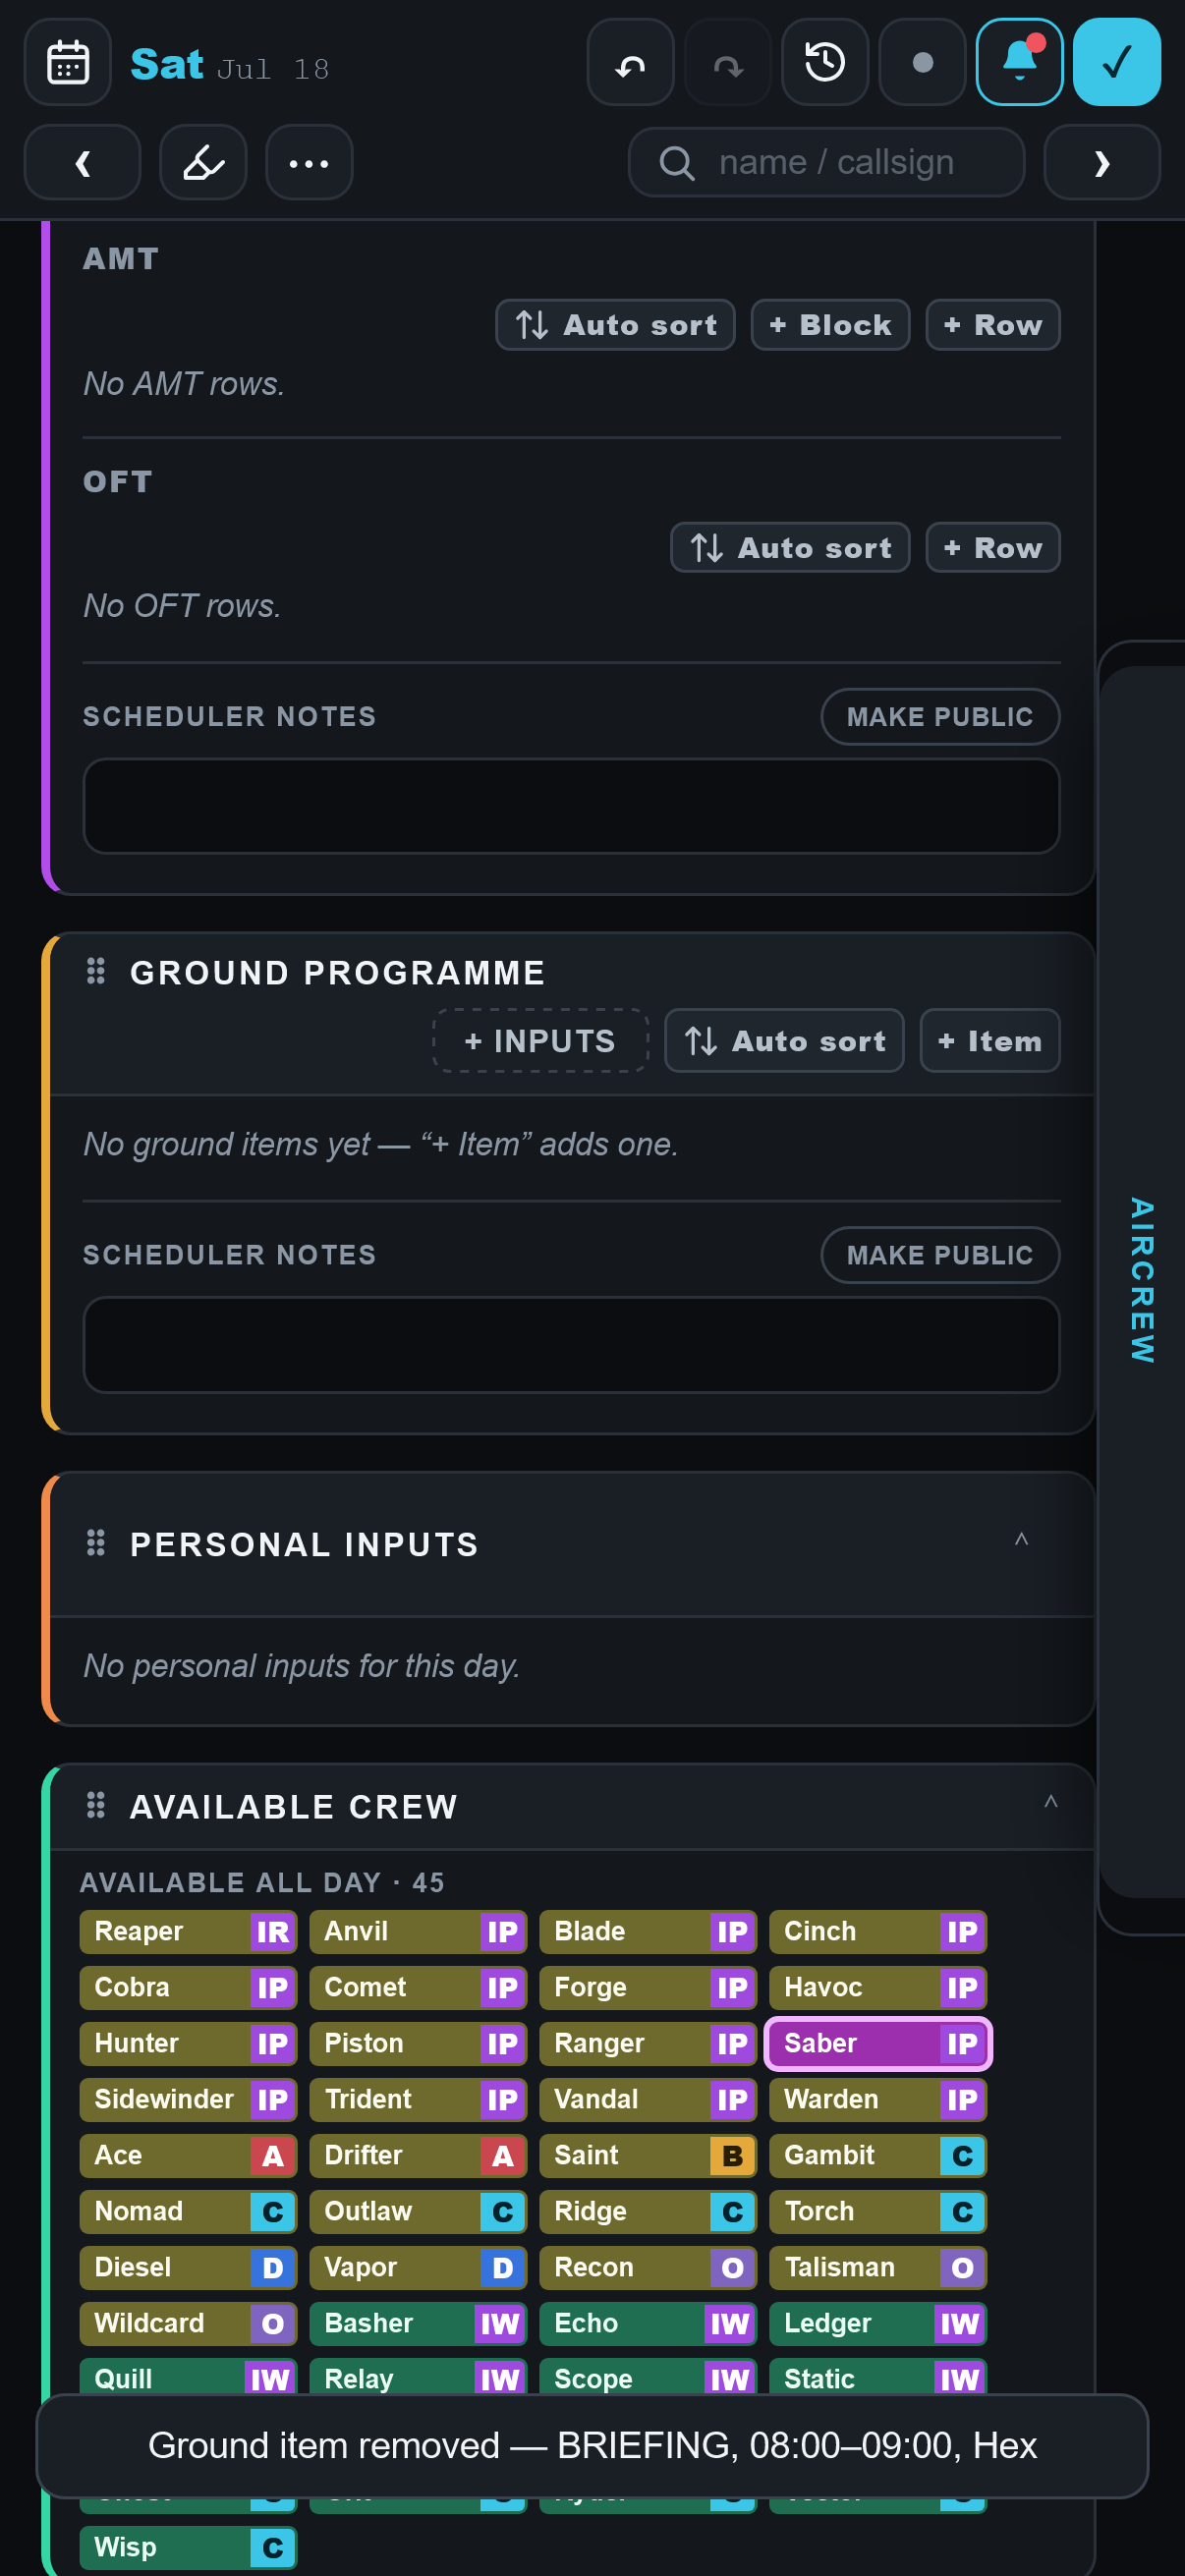 Sat Jul 18
name / callsign
AMT
Auto sort + Block + Row
No AMT rows.
OFT
Auto sort + Row
No OFT rows.
SCHEDULER NOTES MAKE PUBLIC
GROUND PROGRAMME
+ INPUTS Auto sort + Item
No ground items yet — “+ Item” adds one.
SCHEDULER NOTES MAKE PUBLIC
AIRCREW
PERSONAL INPUTS
No personal inputs for this day.
AVAILABLE CREW
AVAILABLE ALL DAY · 45
Reaper IR Anvil IP Blade IP Cinch IP
Cobra IP Comet IP Forge IP Havoc IP
Hunter IP Piston IP Ranger IP Saber IP
Sidewinder IP Trident IP Vandal IP Warden IP
Ace A Drifter A Saint B Gambit C
Nomad C Outlaw C Ridge C Torch C
Diesel D Vapor D Recon O Talisman O
Wildcard O Basher IW Echo IW Ledger IW
Quill IW Relay IW Scope IW Static IW
Ground item removed — BRIEFING, 08:00–09:00, Hex
Wisp C